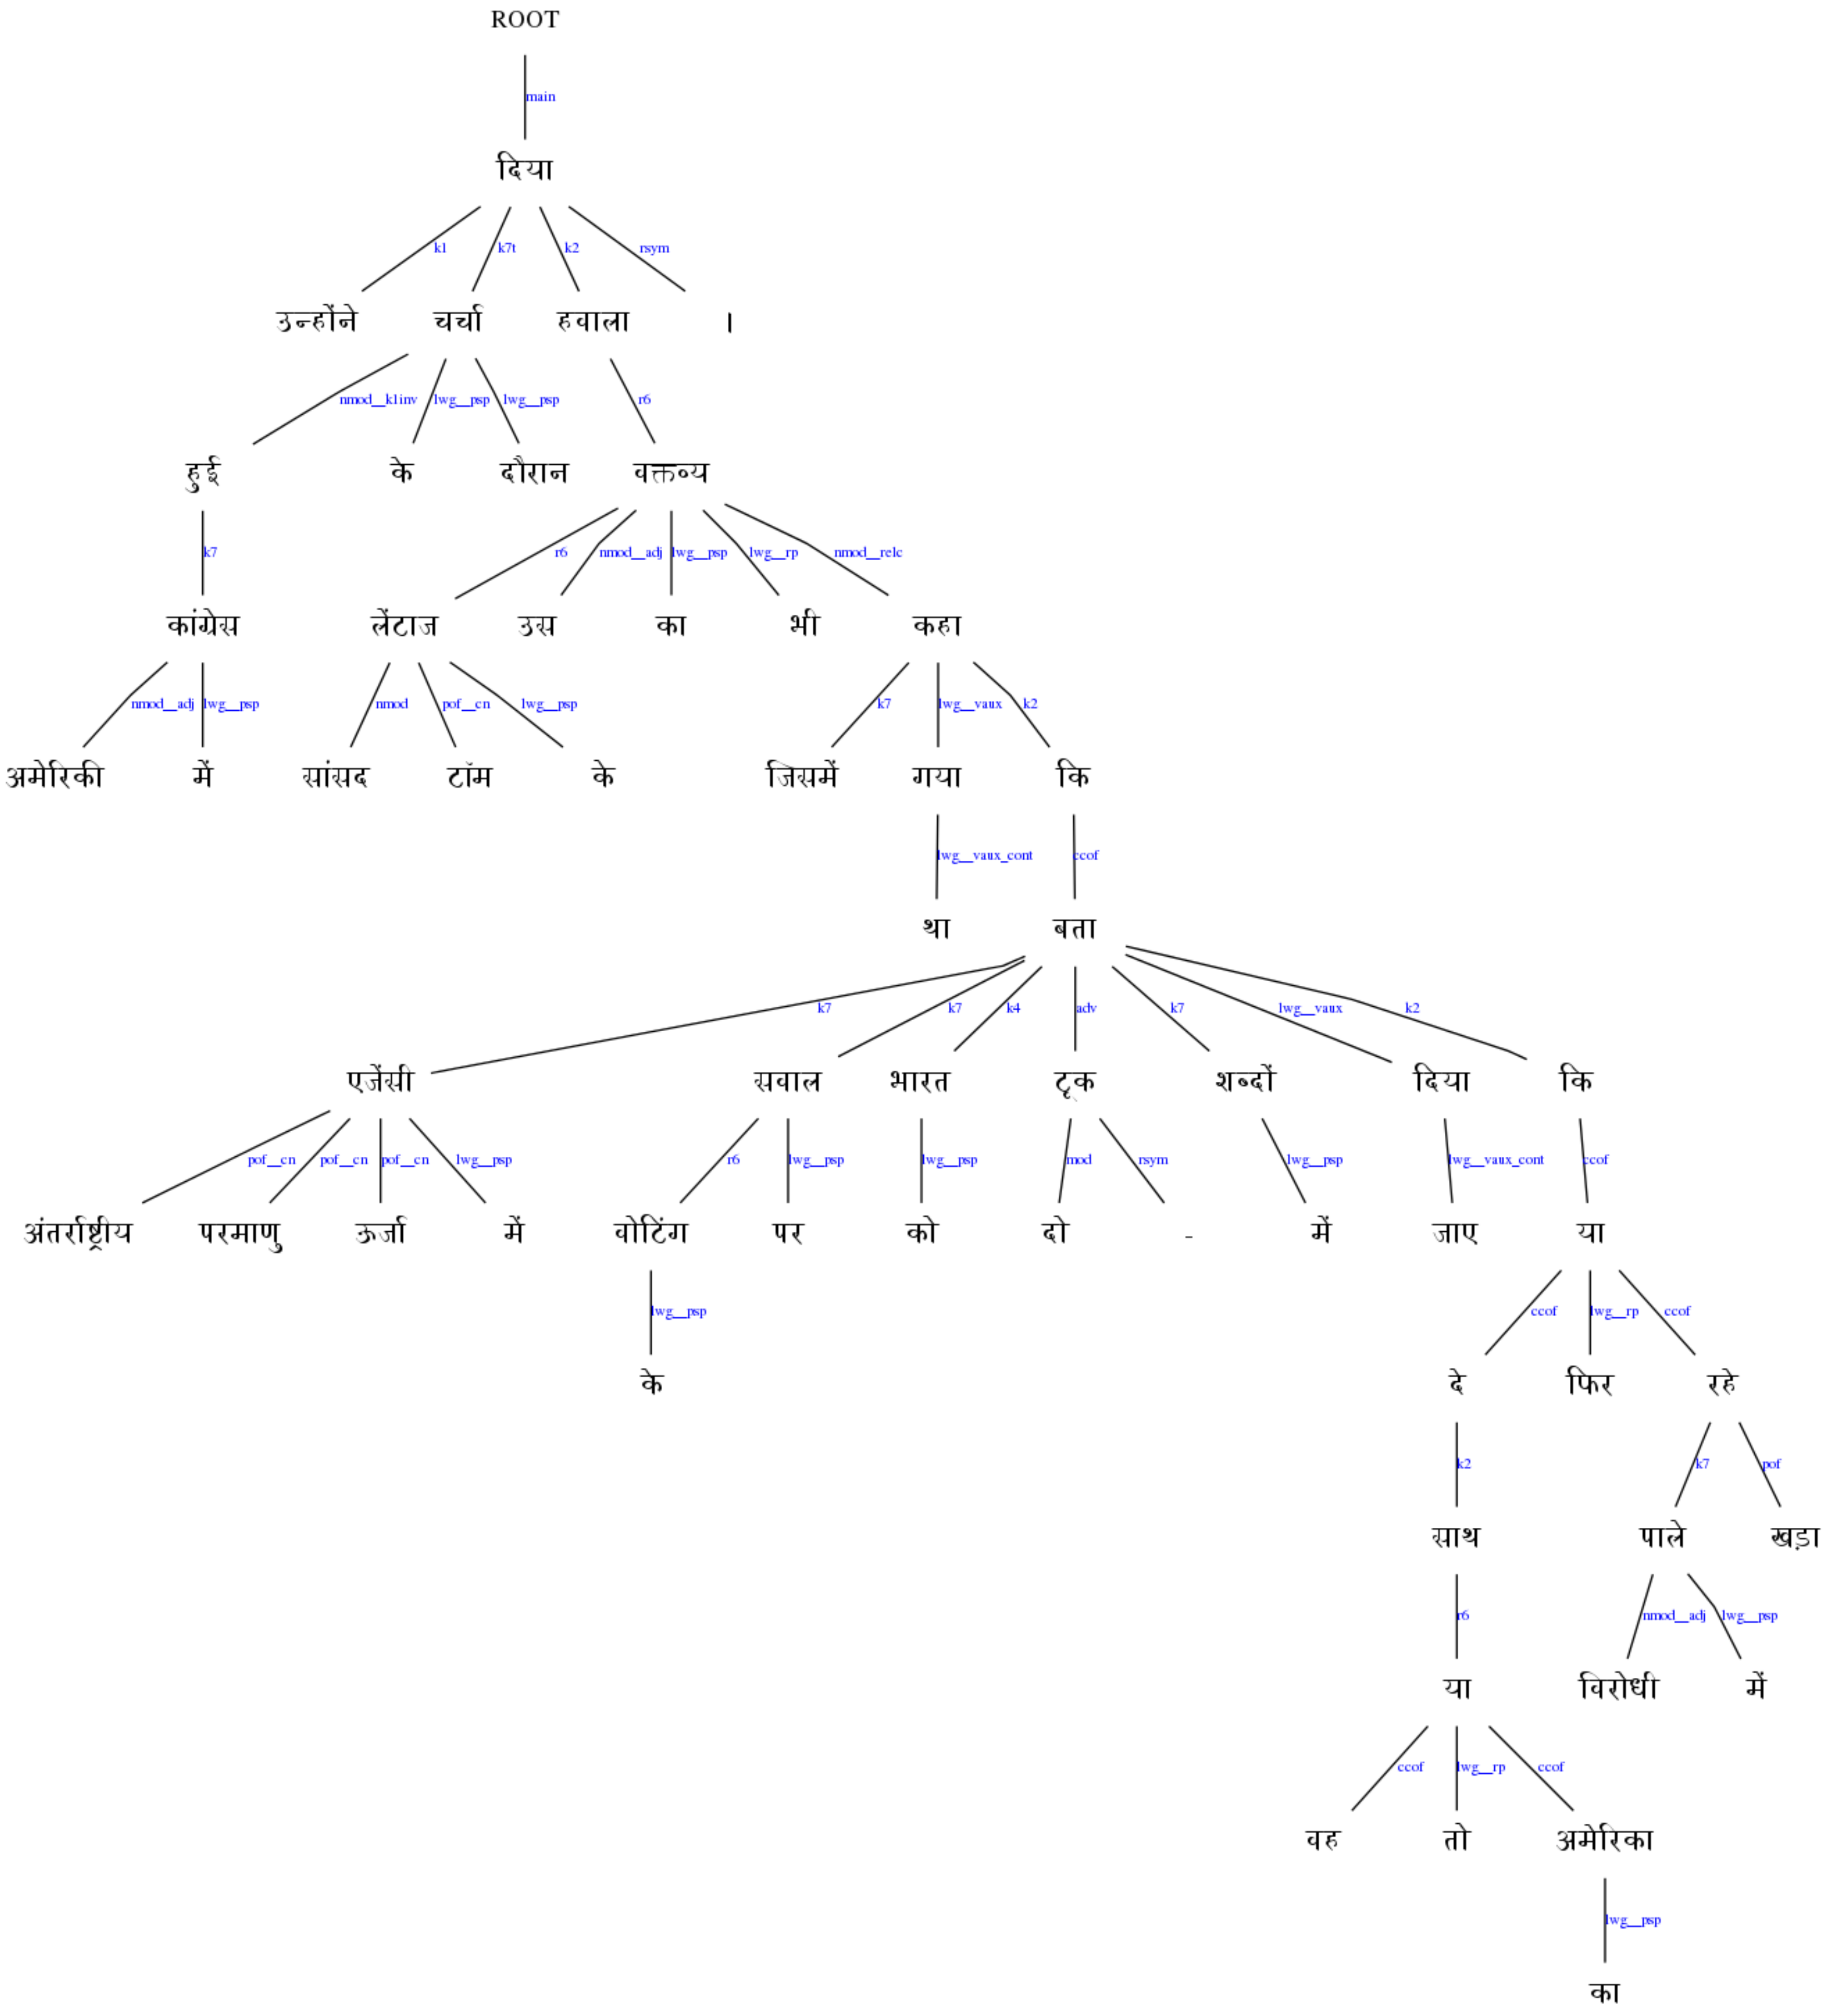 ROOT
main
दिया
k1 k7t k2 rsym
उन्होंने चर्चा हवाला ।
nmod__k1inv lwg__psp lwg__psp r6
हुई के दौरान वक्तव्य
k7 r6 nmod__adj lwg__psp lwg__rp nmod__relc
कांग्रेस लेंटाज उस का भी कहा
nmod__adj lwg__psp nmod pof__cn lwg__psp k7 lwg__vaux k2
अमेरिकी में सांसद टॉम के जिसमें गया कि
lwg__vaux_cont ccof
था बता
k7 k7 k4 adv k7 lwg__vaux k2
एजेंसी सवाल भारत टूक शब्दों दिया कि
pof__cn pof__cn pof__cn lwg__psp r6 lwg__psp lwg__psp mod rsym lwg__psp lwg__vaux_cont ccof
अंतर्राष्ट्रीय परमाणु ऊर्जा में वोटिंग पर को दो - में जाए या
lwg__psp ccof lwg__rp ccof
के दे फिर रहे
k2 k7 pof
साथ पाले खड़ा
r6 nmod__adj lwg__psp
या विरोधी में
ccof lwg__rp ccof
वह तो अमेरिका
lwg__psp
का